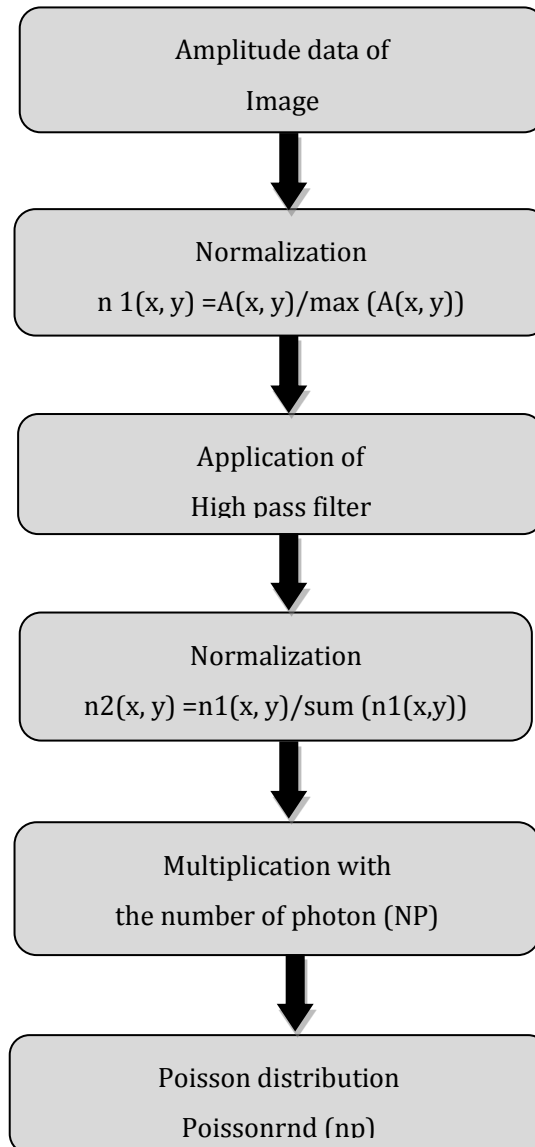 Amplitude data of
Image
Normalization
n 1(x, y) =A(x, y)/max (A(x, y))
Application of
High pass filter
Normalization
n2(x, y) =n1(x, y)/sum (n1(x,y))
Multiplication with
the number of photon (NP)
Poisson distribution
Poissonrnd (np)